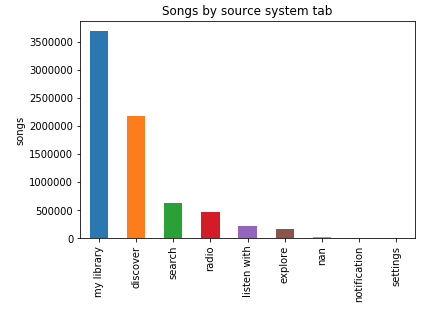 Songs by source system tab
3500000
3000000
2500000
2000000
1500000
1000000
500000
0
songs
my library
discover
search
radio
listen with
explore
nan
notification
settings